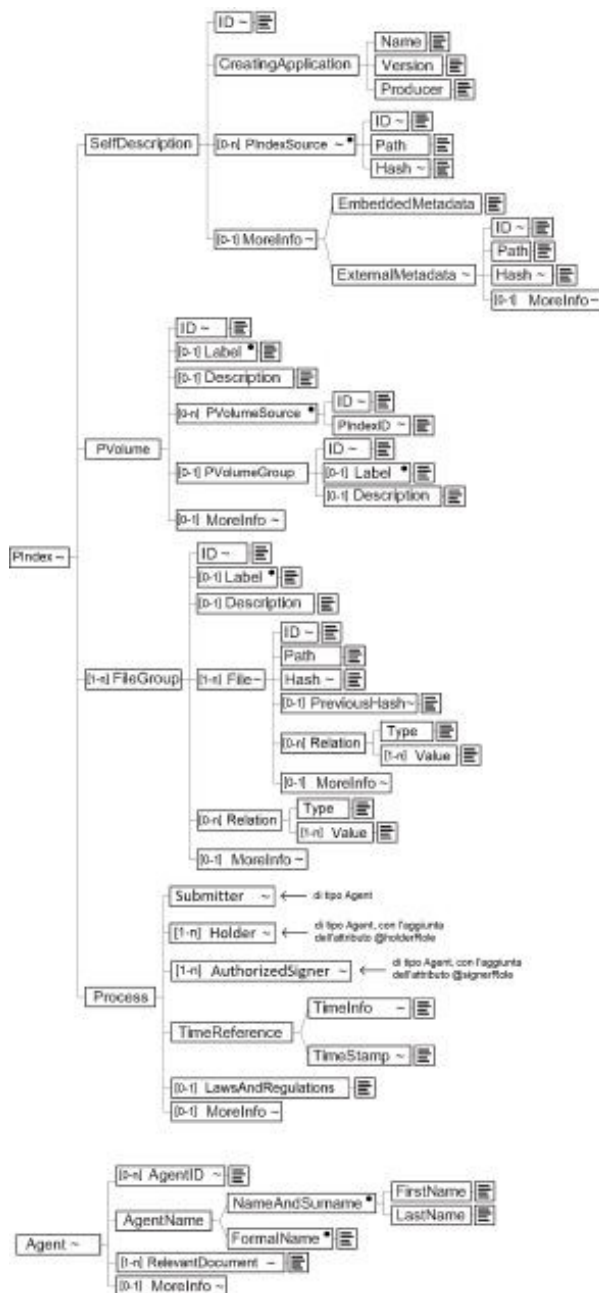 ID ~
CreatingApplication
Name
Version
Producer
SelfDescription
[0-n] PIndexSource ~
ID ~
Path
Hash ~
[0-1] MoreInfo ~
EmbeddedMetadata
ExternalMetadata ~
ID ~
Path
Hash ~
[0-1] MoreInfo ~
PVolume
ID ~
[0-1] Label
[0-1] Description
[0-n] PVolumeSource
ID ~
PIndexID ~
[0-1] PVolumeGroup
ID ~
[0-1] Label
[0-1] Description
[0-1] MoreInfo ~
PIndex ~
[1-n] FileGroup
ID ~
[0-1] Label
[0-1] Description
[1-n] File ~
ID ~
Path
Hash ~
[0-1] PreviousHash ~
[0-n] Relation
Type
[1-n] Value
[0-1] MoreInfo ~
[0-n] Relation
Type
[1-n] Value
[0-1] MoreInfo ~
Process
Submitter ~
di tipo Agent
[1-n] Holder ~
di tipo Agent, con l'aggiunta
dell'attributo @holderRole
[1-n] AuthorizedSigner ~
di tipo Agent, con l'aggiunta
dell'attributo @signerRole
TimeReference
TimeInfo ~
TimeStamp ~
[0-1] LawsAndRegulations
[0-1] MoreInfo ~
Agent ~
[0-n] AgentID ~
AgentName
NameAndSurname
FirstName
LastName
FormalName
[1-n] RelevantDocument ~
[0-1] MoreInfo ~